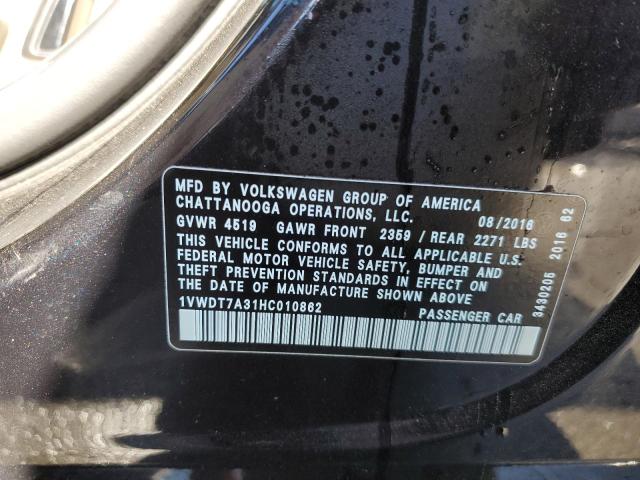 MFD BY VOLKSWAGEN GROUP OF AMERICA
CHATTANOOGA OPERATIONS, LLC. 08/2016
GVWR 4519 GAWR FRONT 2359 / REAR 2271 LBS
THIS VEHICLE CONFORMS TO ALL APPLICABLE U.S.
FEDERAL MOTOR VEHICLE SAFETY, BUMPER AND
THEFT PREVENTION STANDARDS IN EFFECT ON
THE DATE OF MANUFACTURE SHOWN ABOVE
1VWDT7A31HC010862 PASSENGER CAR
3430205 2016 62